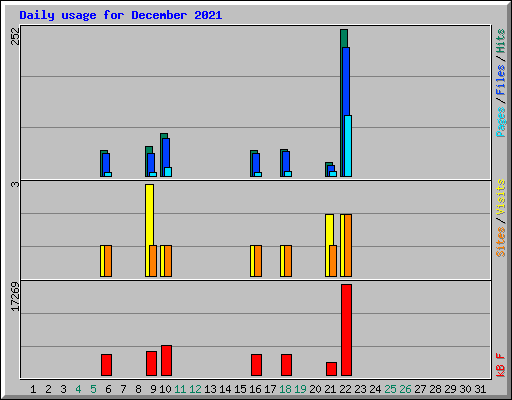 Daily usage for December 2021
252
3
17269
Pages / Files / Hits
Sites / Visits
kB F
1 2 3 4 5 6 7 8 9 10 11 12 13 14 15 16 17 18 19 20 21 22 23 24 25 26 27 28 29 30 31